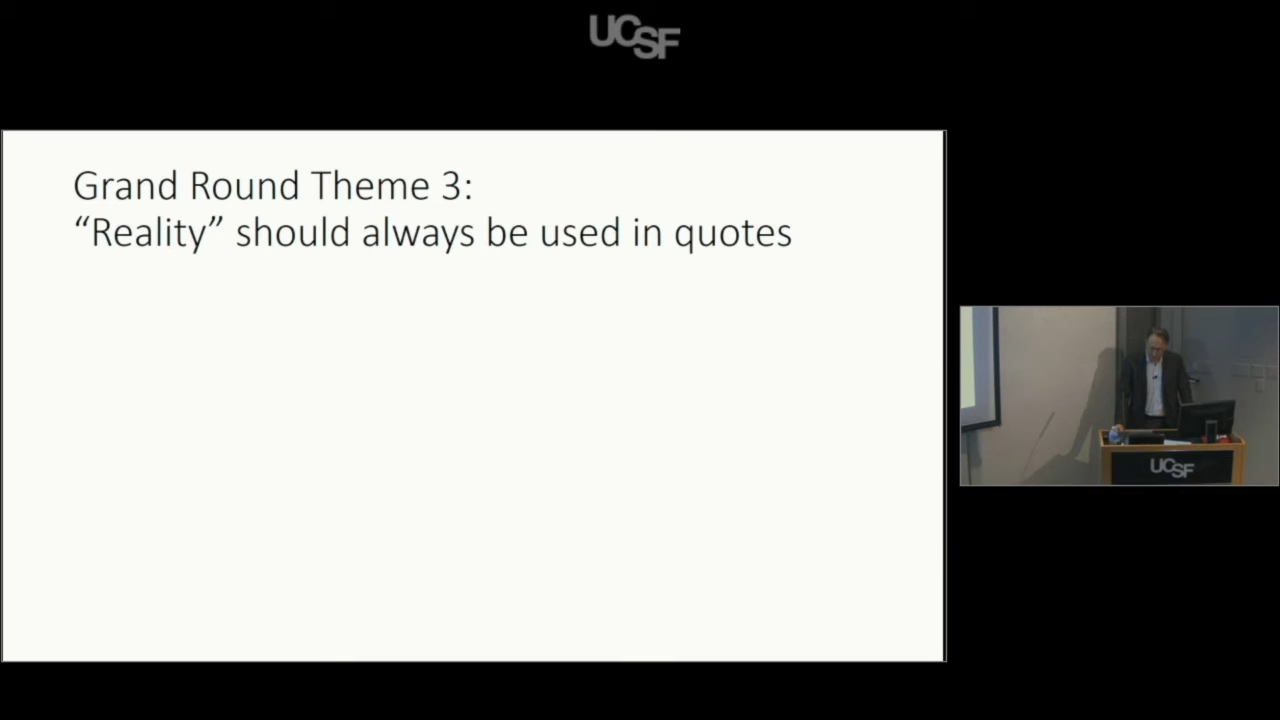 UCSF
Grand Round Theme 3:
“Reality” should always be used in quotes
UCSF